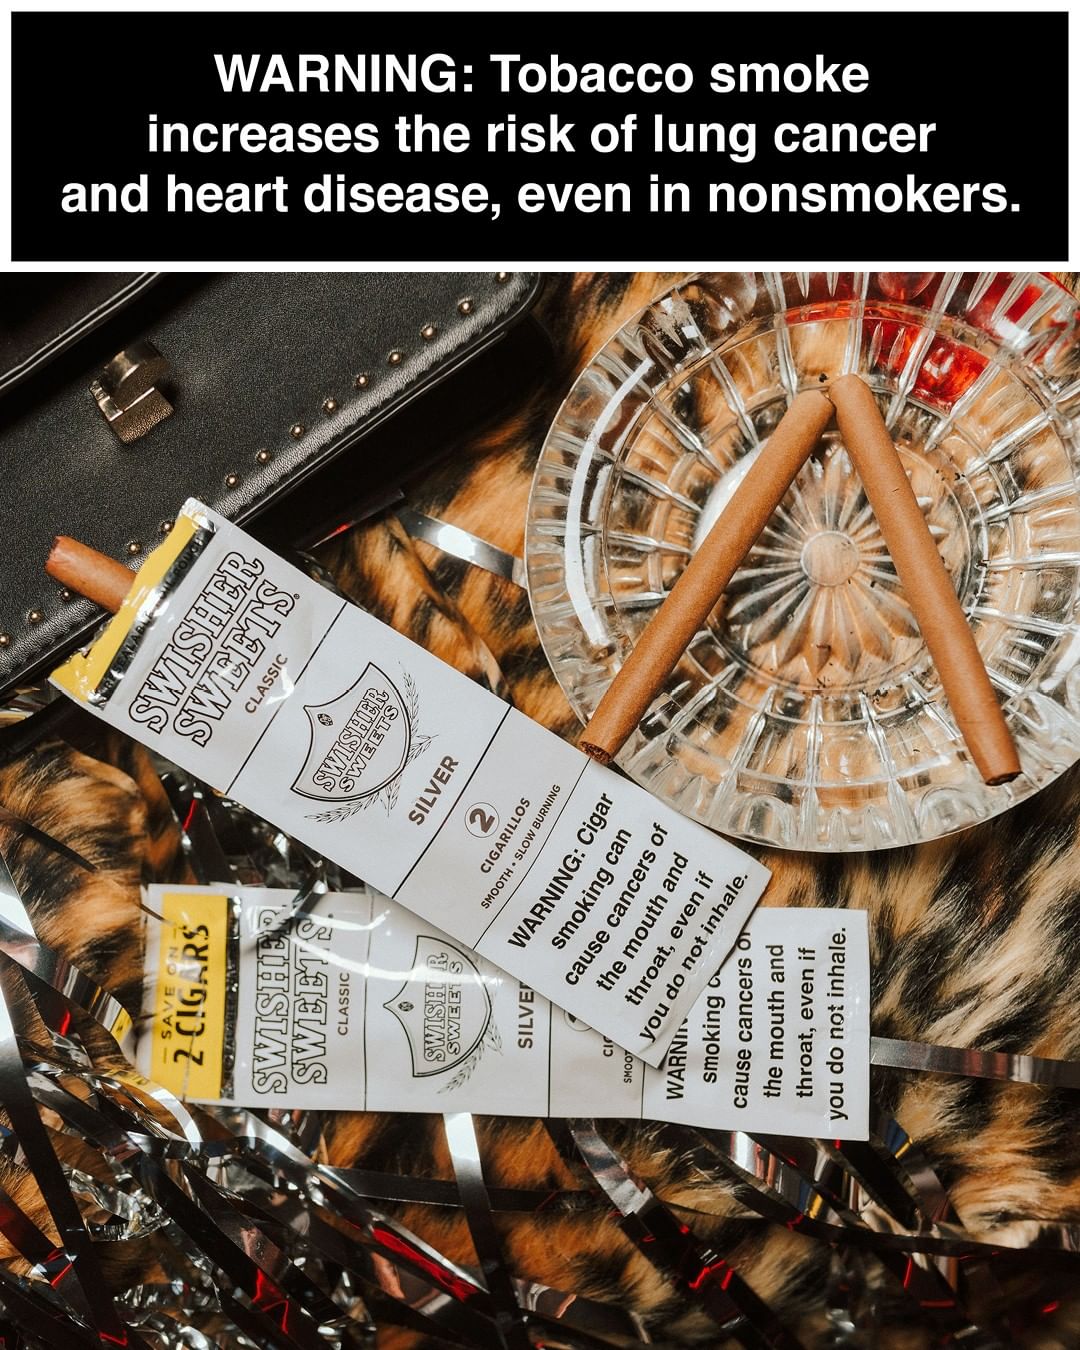 WARNING: Tobacco smoke
increases the risk of lung cancer
and heart disease, even in nonsmokers.
SWISHER
SWEETS®
CLASSIC
SWISHER
SWEETS
SILVER
2
CIGARILLOS
SMOOTH • SLOW BURNING
WARNING: Cigar
smoking can
cause cancers of
the mouth and
throat, even if
you do not inhale.
SAVE ON
2 CIGARS
SWISHER
SWEETS
CLASSIC
SWISHER
SWEETS
smoking
cause cancers of
the mouth and
throat, even if
you do not inhale.